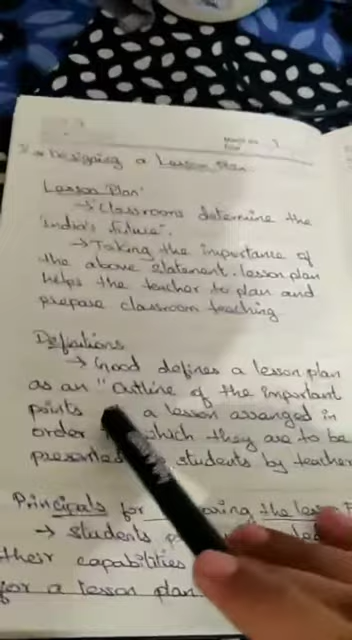 Designing a Lesson Plan
Lesson Plan
→ "Classrooms determine the
India's future".
→ Taking the importance of
the above statement. lesson plan
helps the teacher to plan and
prepare classroom teaching
Definitions
→ Good defines a lesson plan
as an "Outline of the important
points a lesson arranged in
order which they are to be
presented students by teacher
Principals for the
→ students
their capabilities
for a lesson plan